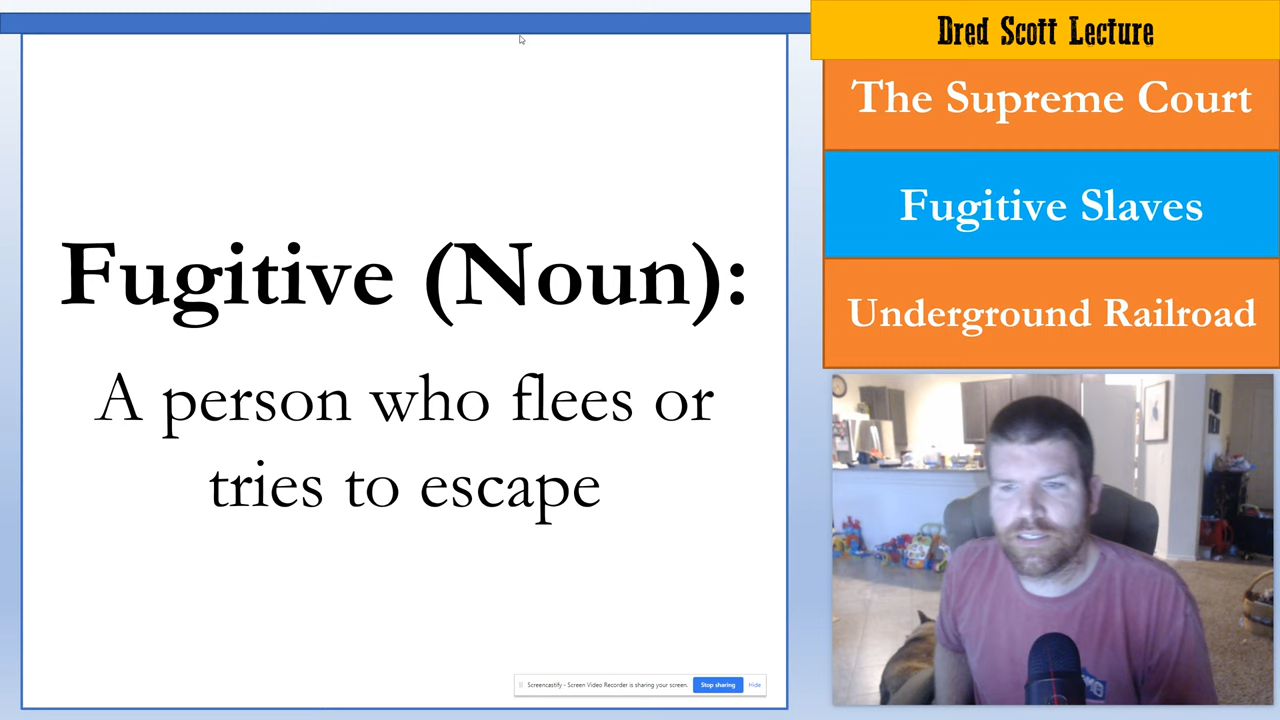 Dred Scott Lecture
The Supreme Court
Fugitive Slaves
Underground Railroad
Fugitive (Noun):
A person who flees or
tries to escape
Screencastify - Screen Video Recorder is sharing your screen.
Stop sharing
Hide